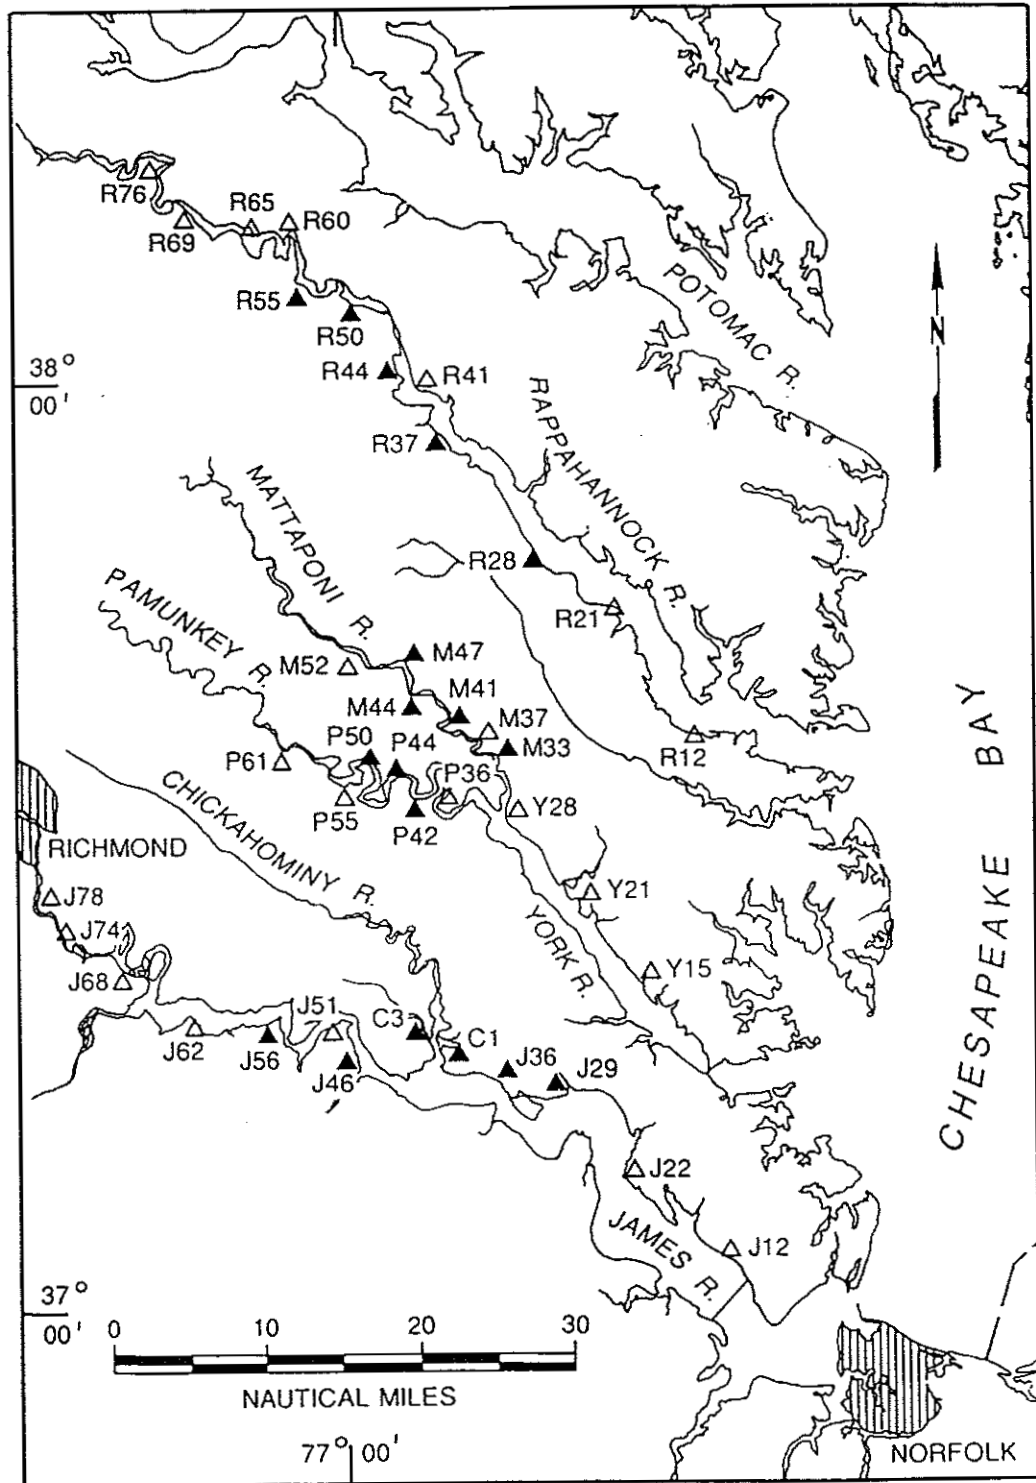 R76
R65
R60
R69
R55
R50
POTOMAC R.
N
38°
00'
R44
R41
R37
RAPPAHANNOCK R.
MATTAPONI R.
R28
R21
PAMUNKEY R.
M52
M47
M44
M41
M37
M33
R12
P50
P44
P61
P36
P55
P42
Y28
CHICKAHOMINY R.
RICHMOND
YORK R.
Y21
J78
J74
J68
Y15
CHESAPEAKE BAY
J51
C3
C1
J62
J56
J46
J36
J29
J22
JAMES R.
J12
37°
00'
0 10 20 30
NAUTICAL MILES
77° 00'
NORFOLK